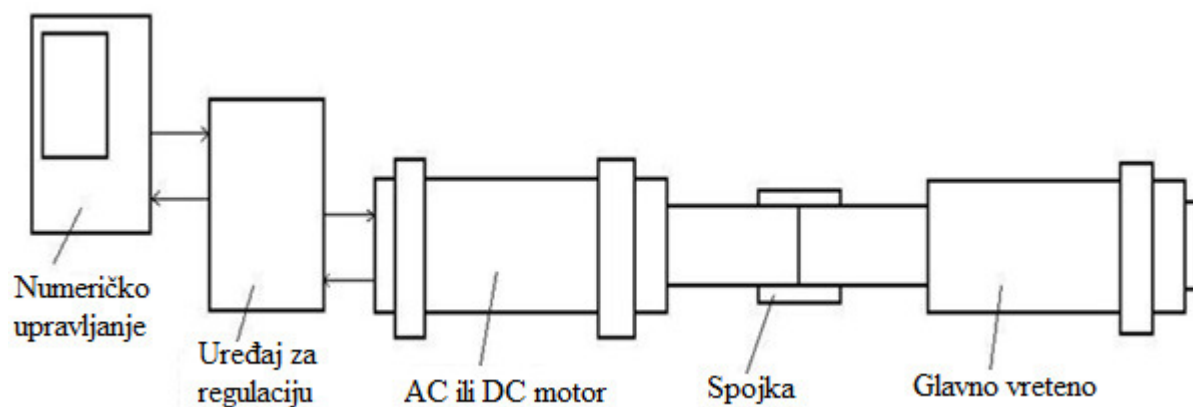 Numeričko
upravljanje
Uređaj za
regulaciju
AC ili DC motor
Spojka
Glavno vreteno